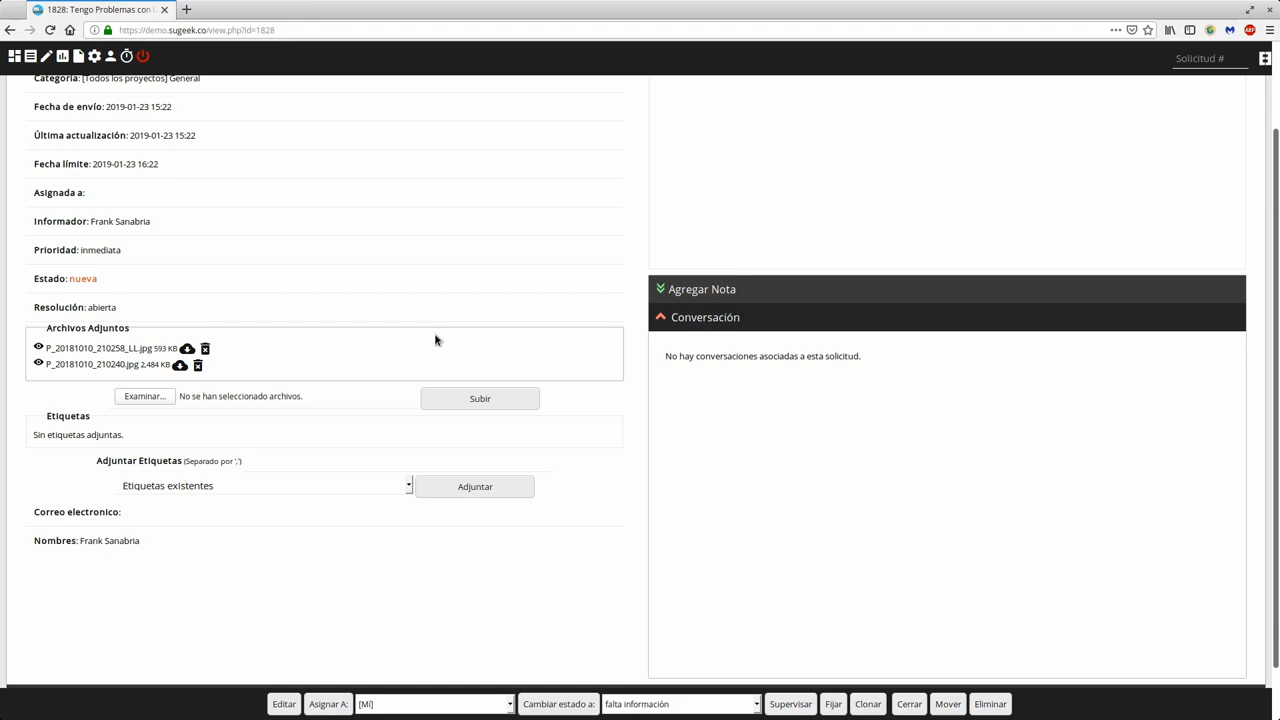 1828: Tengo Problemas con
https://demo.sugeek.co/view.php?id=1828
ABP
Solicitud #
Categoría: [Todos los proyectos] General
Fecha de envío: 2019-01-23 15:22
Última actualización: 2019-01-23 15:22
Fecha límite: 2019-01-23 16:22
Asignada a:
Informador: Frank Sanabria
Prioridad: inmediata
Estado: nueva
Resolución: abierta
Archivos Adjuntos
P_20181010_210258_LL.jpg 593 KB
P_20181010_210240.jpg 2,484 KB
Examinar... No se han seleccionado archivos.
Subir
Etiquetas
Sin etiquetas adjuntas.
Adjuntar Etiquetas (Separado por ',')
Etiquetas existentes
Adjuntar
Correo electronico:
Nombres: Frank Sanabria
Agregar Nota
Conversación
No hay conversaciones asociadas a esta solicitud.
Editar Asignar A: [Mí] Cambiar estado a: falta información Supervisar Fijar Clonar Cerrar Mover Eliminar